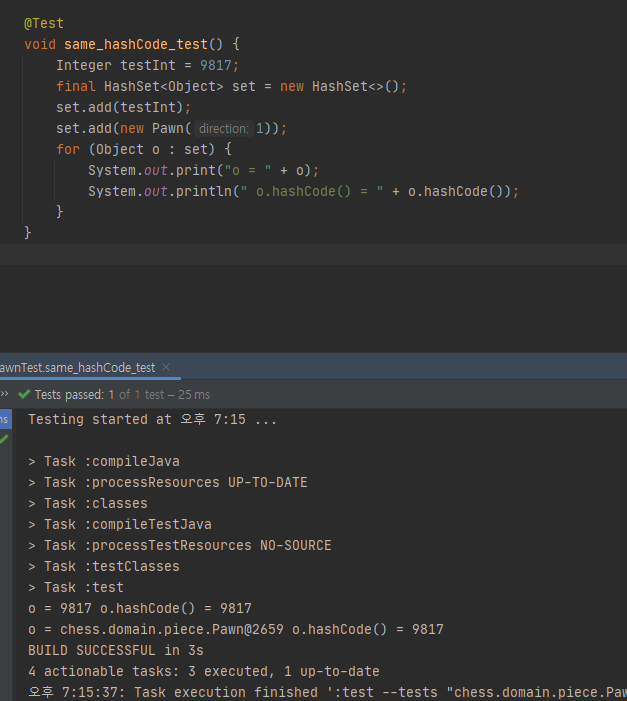 @Test
void same_hashCode_test() {
Integer testInt = 9817;
final HashSet<Object> set = new HashSet<>();
set.add(testInt);
set.add(new Pawn( direction: 1));
for (Object o : set) {
System.out.print("o = " + o);
System.out.println(" o.hashCode() = " + o.hashCode());
}
}
awnTest.same_hashCode_test ×
» Tests passed: 1 of 1 test – 25 ms
ms
Testing started at 오후 7:15 ...
> Task :compileJava
> Task :processResources UP-TO-DATE
> Task :classes
> Task :compileTestJava
> Task :processTestResources NO-SOURCE
> Task :testClasses
> Task :test
o = 9817 o.hashCode() = 9817
o = chess.domain.piece.Pawn@2659 o.hashCode() = 9817
BUILD SUCCESSFUL in 3s
4 actionable tasks: 3 executed, 1 up-to-date
오후 7:15:37: Task execution finished ':test --tests "chess.domain.piece.Paw